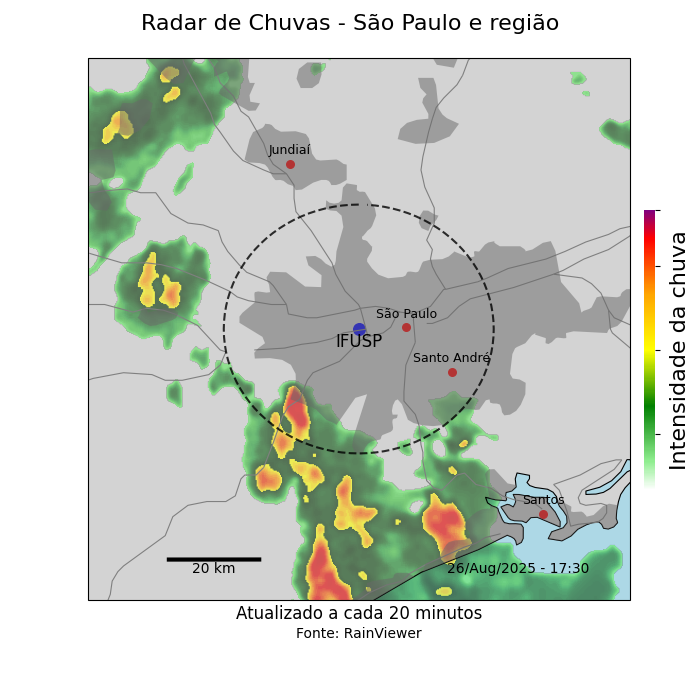 Radar de Chuvas - São Paulo e região
Jundiaí
São Paulo
IFUSP
Santo André
Santos
20 km
26/Aug/2025 - 17:30
Intensidade da chuva
Atualizado a cada 20 minutos
Fonte: RainViewer